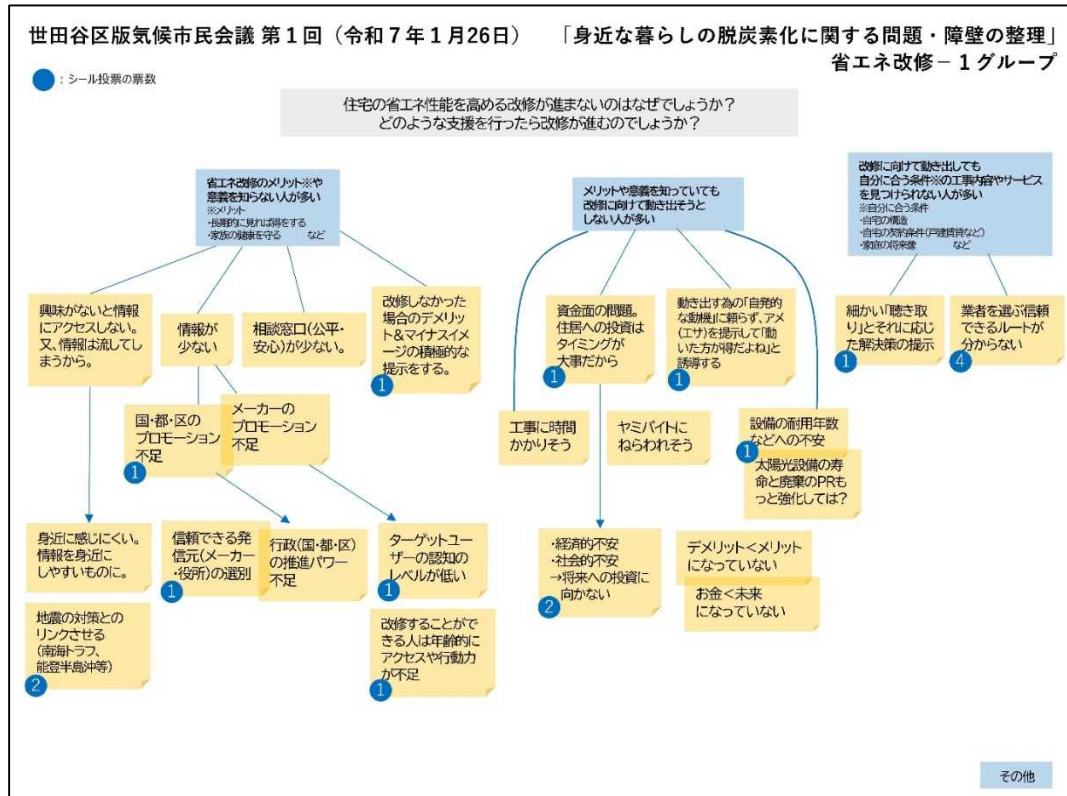 世田谷区版気候市民会議 第１回（令和７年１月26日） 「身近な暮らしの脱炭素化に関する問題・障壁の整理」
省エネ改修－１グループ
：シール投票の票数
住宅の省エネ性能を高める改修が進まないのはなぜでしょうか？
どのような支援を行ったら改修が進むのでしょうか？
省エネ改修のメリット※や
意義を知らない人が多い
※メリット
・長期的に見れば得をする
・家族の健康を守る など
メリットや意義を知っていても
改修に向けて動き出そうと
しない人が多い
改修に向けて動き出しても
自分に合う条件※の工事内容やサービス
を見つけられない人が多い
※自分に合う条件
・自宅の構造
・自宅の契約条件(戸建賃貸など)
・家庭の将来像 など
興味がないと情報
にアクセスしない。
又、情報は流してし
まうから。
情報が
少ない
相談窓口(公平・
安心)が少ない。
改修しなかった
場合のデメリッ
ト＆マイナスイメ
ージの積極的な
提示をする。
1
資金面の問題。
住居への投資は
タイミングが
大事だから
1
動き出す為の「自発的
な動機」に頼らず、アメ
(エサ)を提示して「動
いた方が得だよね」と
誘導する
1
細かい「聴き取
り」とそれに応じ
た解決策の提示
1
業者を選ぶ信頼
できるルートが
分からない
4
国・都・区の
プロモーション
不足
1
メーカーの
プロモーション
不足
工事に時間
かかりそう
ヤミバイトに
ねらわれそう
設備の耐用年数
などへの不安
1
太陽光設備の寿
命と廃棄のPRも
っと強化しては？
身近に感じにくい。
情報を身近に
しやすいものに。
信頼できる発
信元(メーカー
・役所)の選別
1
行政(国・都・区)
の推進パワー
不足
ターゲットユー
ザーの認知の
レベルが低い
1
・経済的不安
・社会的不安
→将来への投資に
向かない
2
デメリット＜メリット
になっていない
お金＜未来
になっていない
地震の対策との
リンクさせる
(南海トラフ、
能登半島沖等)
2
改修することがで
きる人は年齢的に
アクセスや行動力
が不足
1
その他